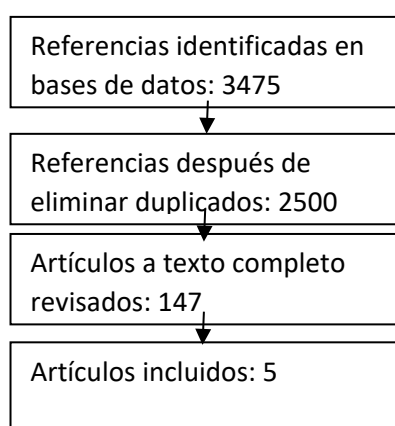 Referencias identificadas en
bases de datos: 3475
Referencias después de
eliminar duplicados: 2500
Artículos a texto completo
revisados: 147
Artículos incluidos: 5